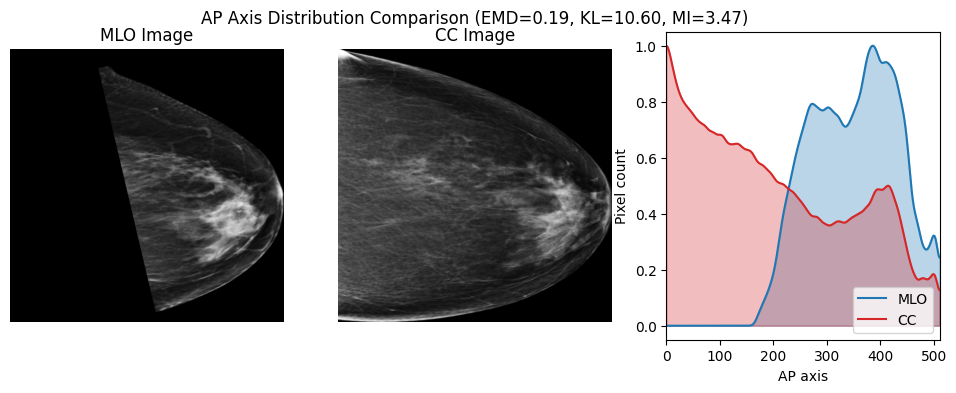 AP Axis Distribution Comparison (EMD=0.19, KL=10.60, MI=3.47)
MLO Image
CC Image
1.0
0.8
0.6
0.4
0.2
0.0
Pixel count
MLO
CC
0 100 200 300 400 500
AP axis